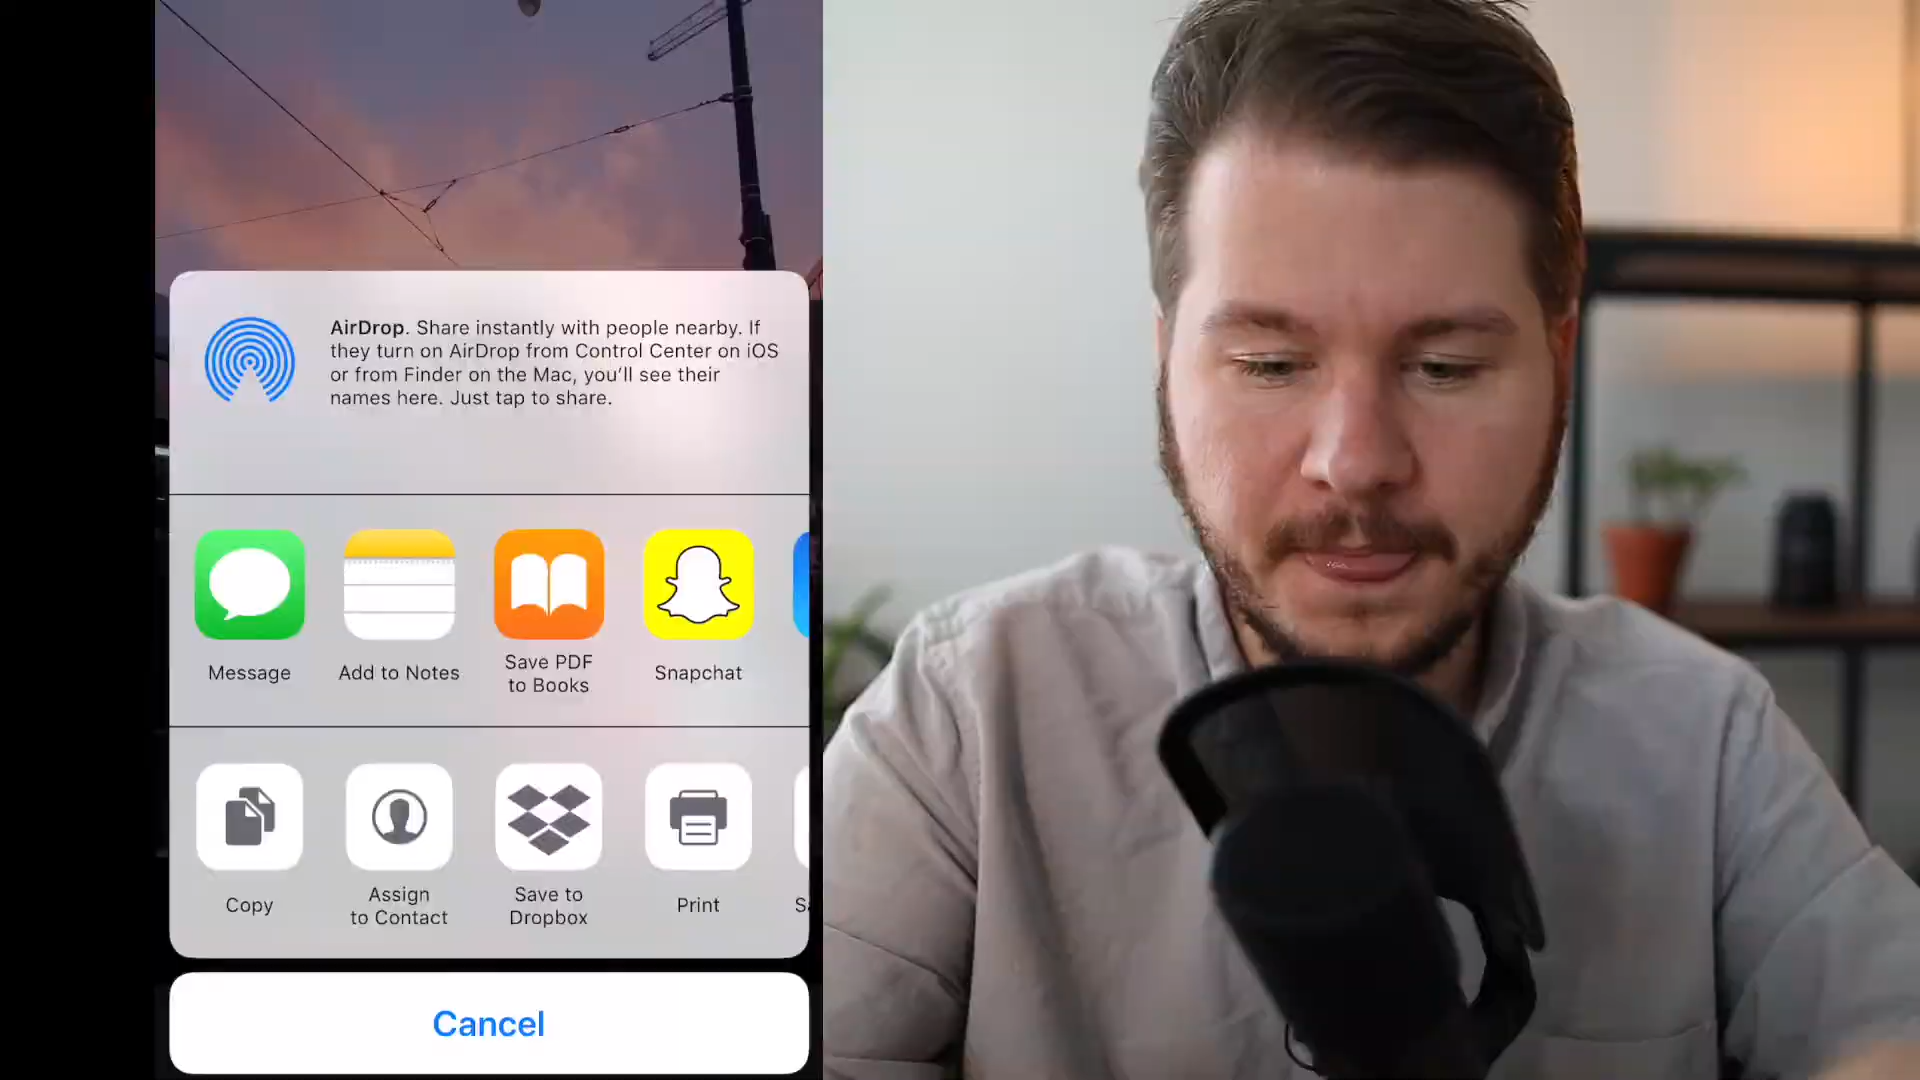 AirDrop. Share instantly with people nearby. If
they turn on AirDrop from Control Center on iOS
or from Finder on the Mac, you'll see their
names here. Just tap to share.
Message
Add to Notes
Save PDF
to Books
Snapchat
Copy
Assign
to Contact
Save to
Dropbox
Print
Cancel